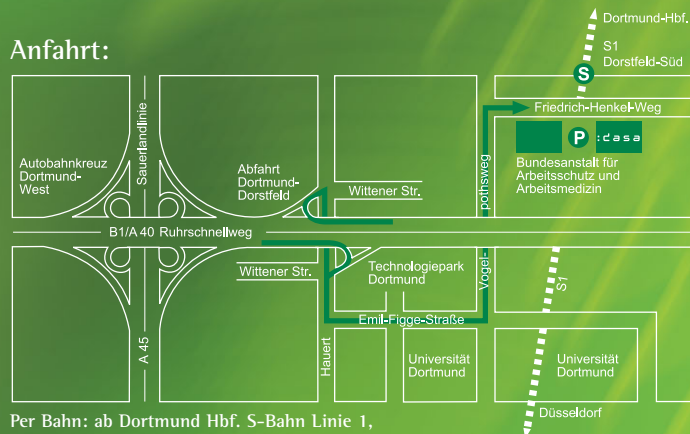 Anfahrt:
Dortmund-Hbf.
S1
Dorstfeld-Süd
S
Friedrich-Henkel-Weg
P
:dasa
Bundesanstalt für
Arbeitsschutz und
Arbeitsmedizin
Autobahnkreuz
Dortmund-
West
Sauerlandlinie
Abfahrt
Dortmund-
Dorstfeld
Wittener Str.
pothsweg
B1/A 40 Ruhrschnellweg
Wittener Str.
Technologiepark
Dortmund
Vogel-
S1
Emil-Figge-Straße
A 45
Hauert
Universität
Dortmund
Universität
Dortmund
Düsseldorf
Per Bahn: ab Dortmund Hbf. S-Bahn Linie 1,